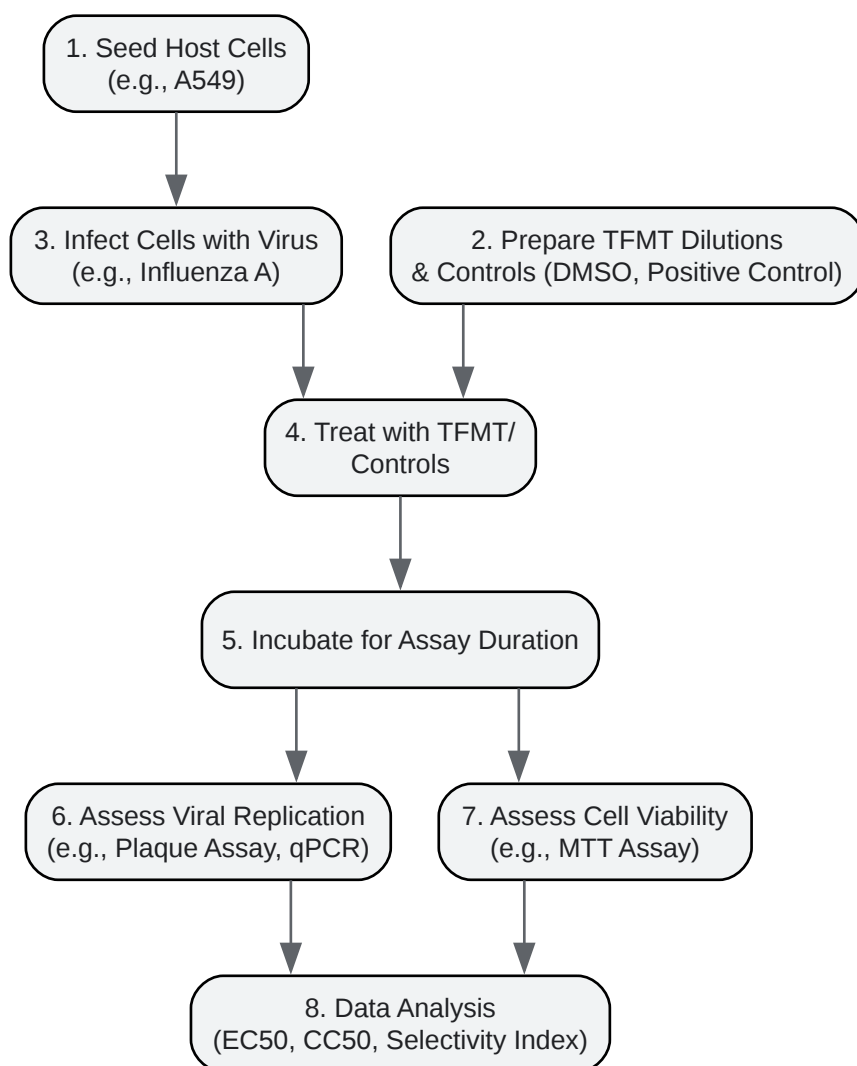 1. Seed Host Cells
(e.g., A549)
3. Infect Cells with Virus
(e.g., Influenza A)
2. Prepare TFMT Dilutions
& Controls (DMSO, Positive Control)
4. Treat with TFMT/
Controls
5. Incubate for Assay Duration
6. Assess Viral Replication
(e.g., Plaque Assay, qPCR)
7. Assess Cell Viability
(e.g., MTT Assay)
8. Data Analysis
(EC50, CC50, Selectivity Index)